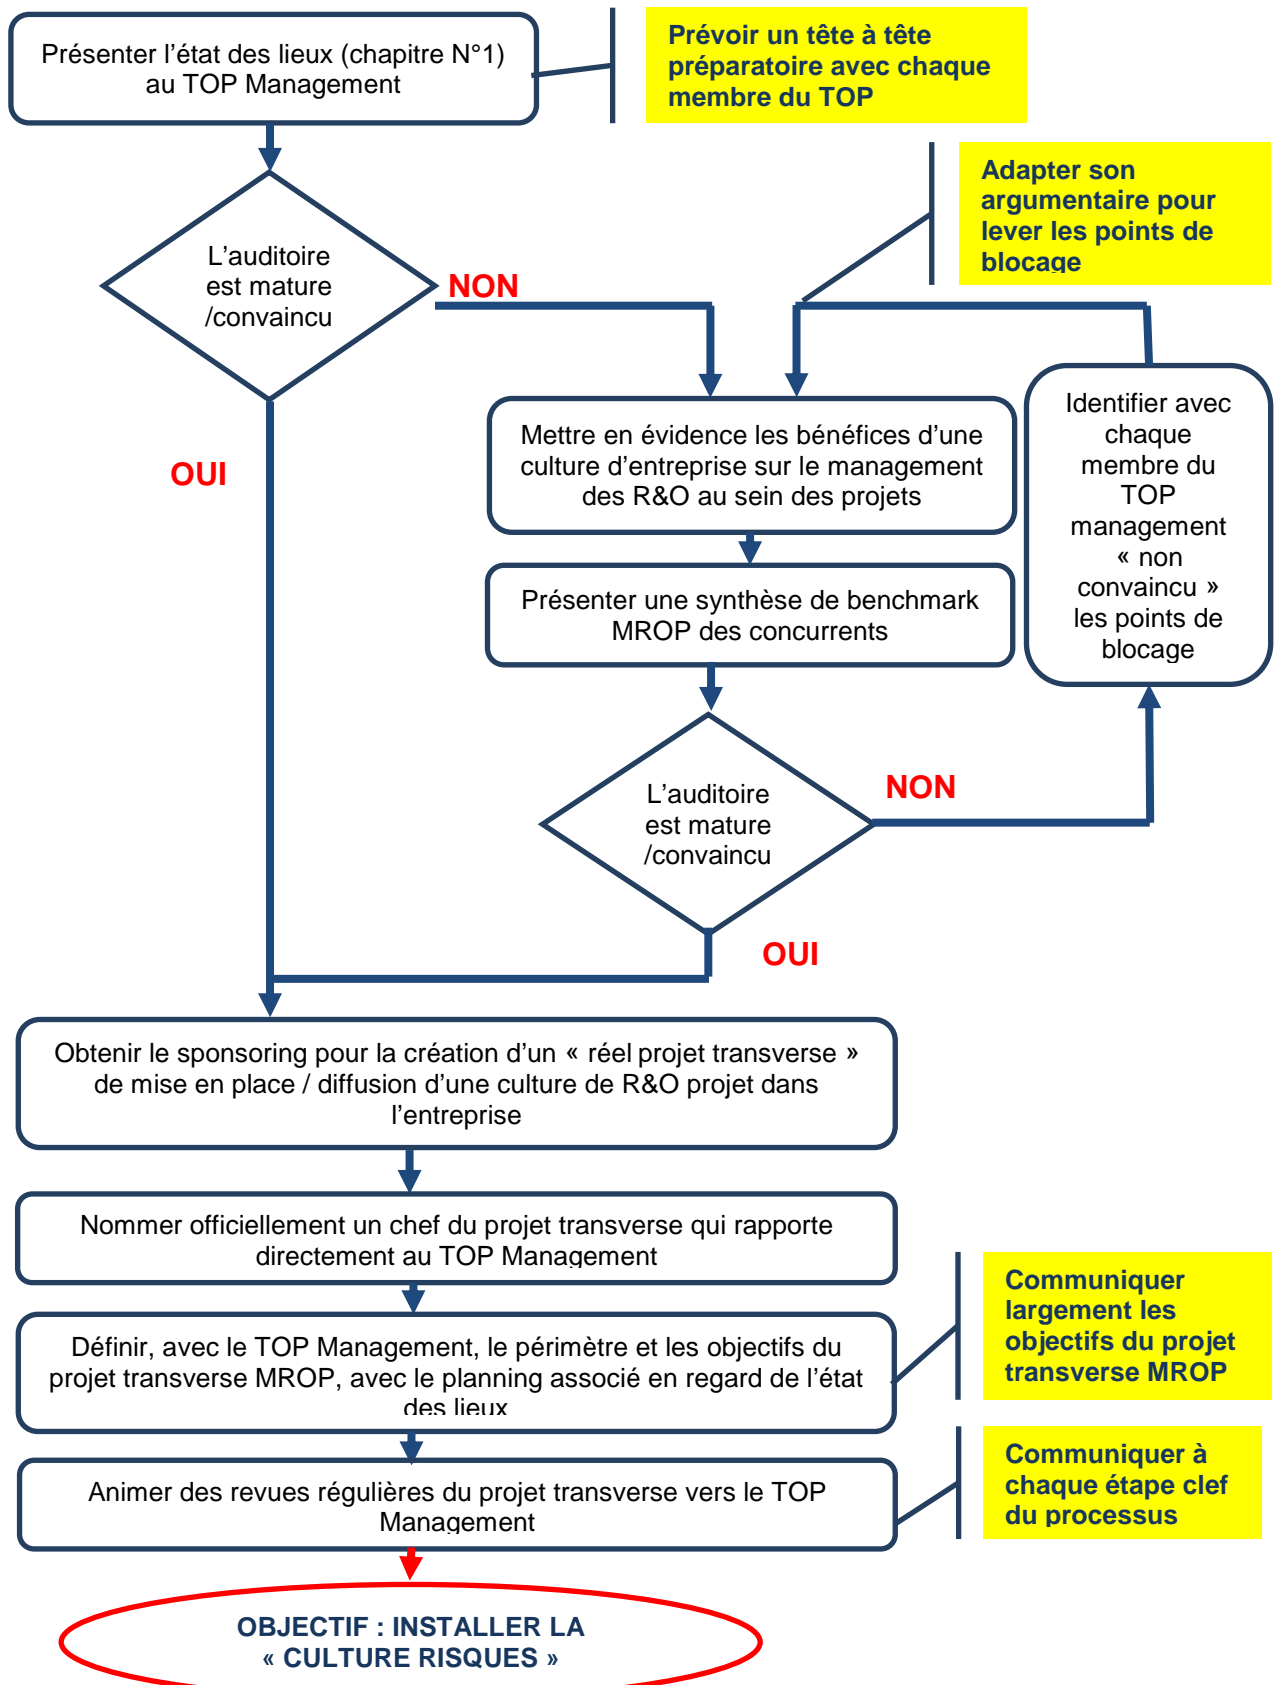 Présenter l’état des lieux (chapitre N°1)
au TOP Management
Prévoir un tête à tête
préparatoire avec chaque
membre du TOP
Adapter son
argumentaire pour
lever les points de
blocage
L’auditoire
est mature
/convaincu
NON
OUI
Mettre en évidence les bénéfices d’une
culture d’entreprise sur le management
des R&O au sein des projets
Identifier avec
chaque
membre du
TOP
management
« non
convaincu »
les points de
blocage
Présenter une synthèse de benchmark
MROP des concurrents
L’auditoire
est mature
/convaincu
NON
OUI
Obtenir le sponsoring pour la création d’un « réel projet transverse »
de mise en place / diffusion d’une culture de R&O projet dans
l’entreprise
Nommer officiellement un chef du projet transverse qui rapporte
directement au TOP Management
Définir, avec le TOP Management, le périmètre et les objectifs du
projet transverse MROP, avec le planning associé en regard de l’état
des lieux
Communiquer
largement les
objectifs du projet
transverse MROP
Animer des revues régulières du projet transverse vers le TOP
Management
Communiquer à
chaque étape clef
du processus
OBJECTIF : INSTALLER LA
« CULTURE RISQUES »